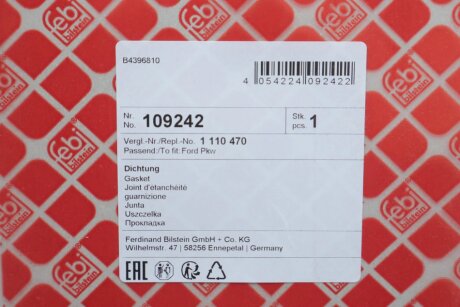 febi
bilstein
B4396810
4 054224 092422
Nr.
No. 109242
Stk.
pcs. 1
Vergl.-Nr./Repl.-No. 1 110 470
Passend:/To fit: Ford Pkw
Dichtung
Gasket
Joint d'étanchéité
guarnizione
Junta
Uszczelka
Прокладка
Ferdinand Bilstein GmbH + Co. KG
Wilhelmstr. 47 | 58256 Ennepetal | Germany
EAC